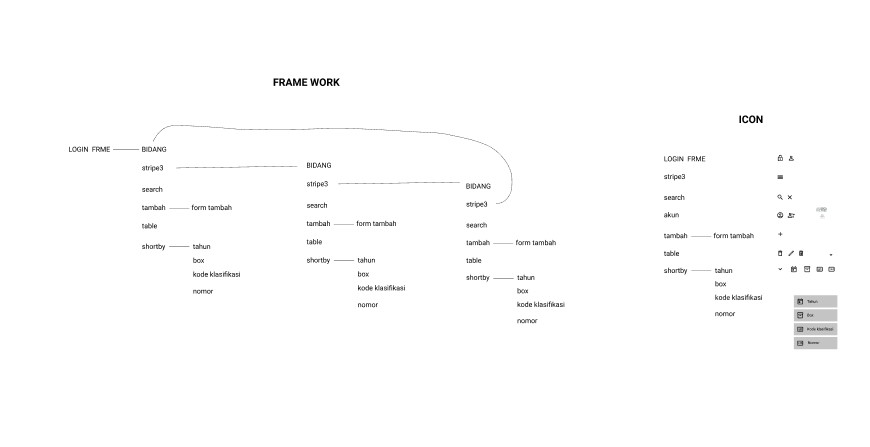 FRAME WORK
LOGIN FRME
BIDANG
stripe3
search
tambah
form tambah
table
shortby
tahun
box
kode klasifikasi
nomor
BIDANG
stripe3
search
tambah
form tambah
table
shortby
tahun
box
kode klasifikasi
nomor
BIDANG
stripe3
search
tambah
form tambah
table
shortby
tahun
box
kode klasifikasi
nomor
ICON
LOGIN FRME
stripe3
search
akun
tambah
form tambah
table
shortby
tahun
box
kode klasifikasi
nomor
Tahun
Box
Kode klasifikasi
Nomor